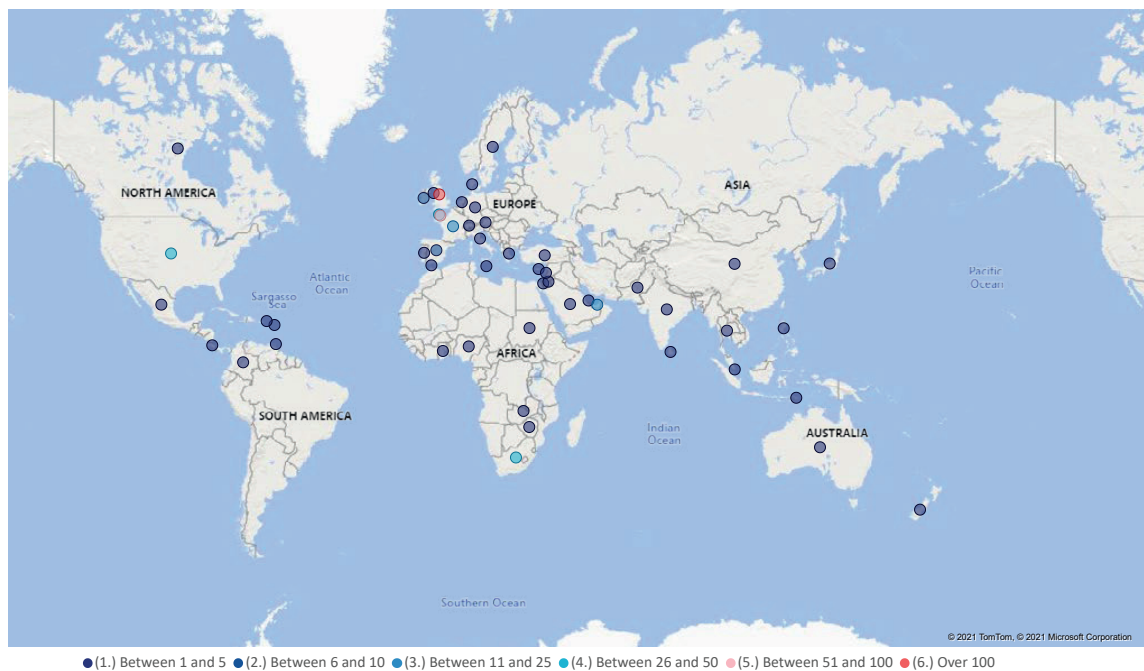 NORTH AMERICA
EUROPE
ASIA
Atlantic
Ocean
Pacific
Ocean
Sargasso
Sea
AFRICA
SOUTH AMERICA
Indian
Ocean
AUSTRALIA
Southern Ocean
© 2021 TomTom, © 2021 Microsoft Corporation
(1.) Between 1 and 5 (2.) Between 6 and 10 (3.) Between 11 and 25 (4.) Between 26 and 50 (5.) Between 51 and 100 (6.) Over 100